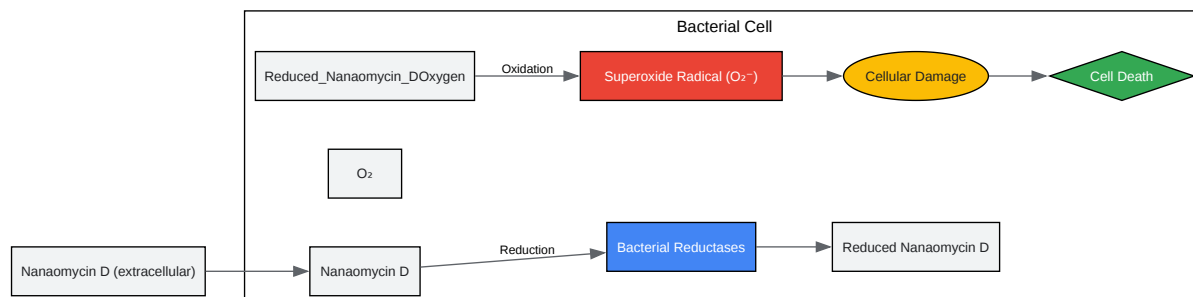 Bacterial Cell
Reduced_Nanaomycin_DOxygen
Oxidation
Superoxide Radical (O₂⁻)
Cellular Damage
Cell Death
O₂
Nanaomycin D (extracellular)
Nanaomycin D
Reduction
Bacterial Reductases
Reduced Nanaomycin D